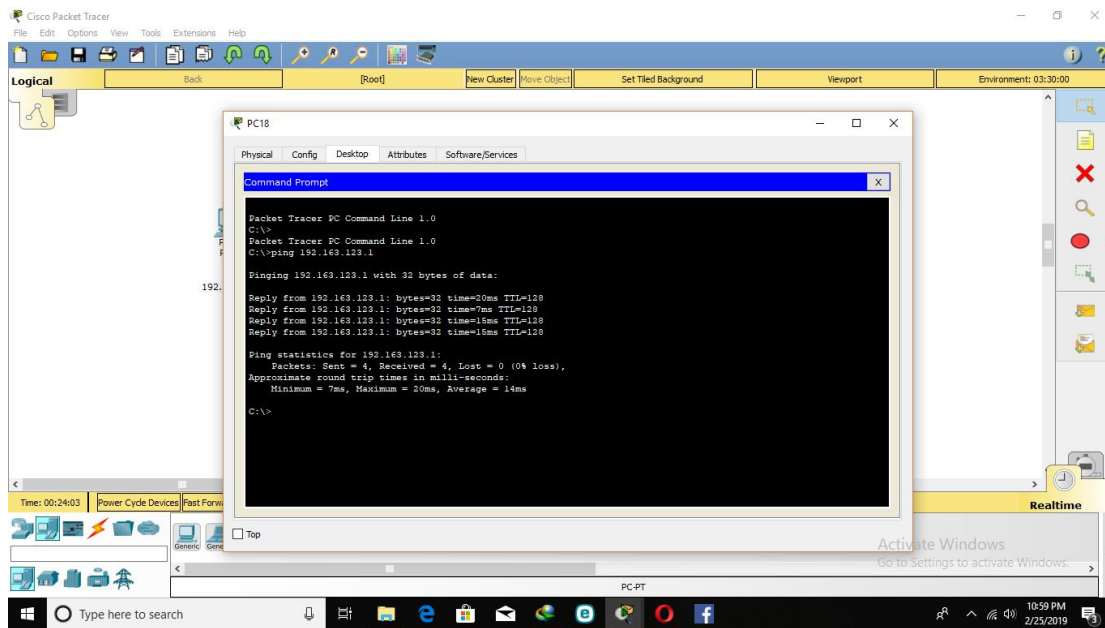 Cisco Packet Tracer
File Edit Options View Tools Extensions Help
Logical Back [Root] New Cluster Move Object Set Tiled Background Viewport Environment: 03:30:00
PC18
Physical Config Desktop Attributes Software/Services
Command Prompt X
Packet Tracer PC Command Line 1.0
C:\>
Packet Tracer PC Command Line 1.0
C:\>ping 192.163.123.1
Pinging 192.163.123.1 with 32 bytes of data:
Reply from 192.163.123.1: bytes=32 time=20ms TTL=128
Reply from 192.163.123.1: bytes=32 time=7ms TTL=128
Reply from 192.163.123.1: bytes=32 time=15ms TTL=128
Reply from 192.163.123.1: bytes=32 time=15ms TTL=128
Ping statistics for 192.163.123.1:
Packets: Sent = 4, Received = 4, Lost = 0 (0% loss),
Approximate round trip times in milli-seconds:
Minimum = 7ms, Maximum = 20ms, Average = 14ms
C:\>
192.
Time: 00:24:03 Power Cycle Devices Fast Forw
Realtime
Top
Generic Gene
Activate Windows
Go to Settings to activate Windows.
PC-PT
Type here to search
10:59 PM
2/25/2019
3